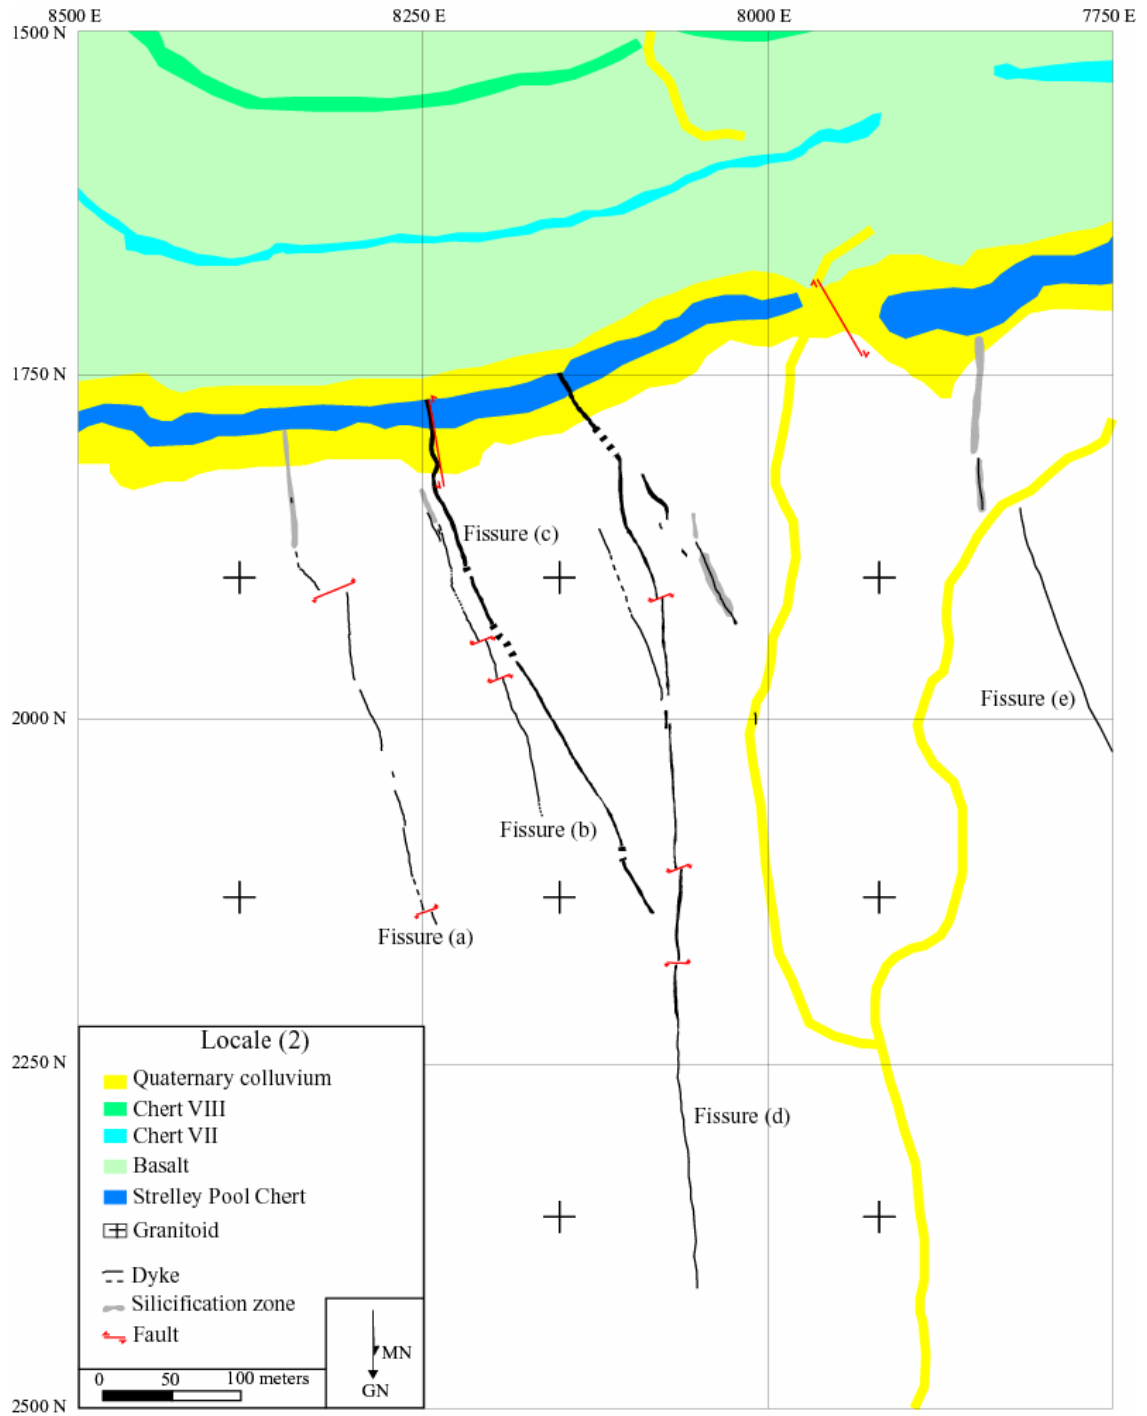 8500 E
8250 E
8000 E
7750 E
1500 N
1750 N
Fissure (c)
Fissure (e)
2000 N
Fissure (b)
Fissure (a)
Locale (2)
2250 N
Quaternary colluvium
Chert VIII
Fissure (d)
Chert VII
Basalt
Strelley Pool Chert
Granitoid
Dyke
Silicification zone
Fault
MN
GN
0 50 100 meters
2500 N